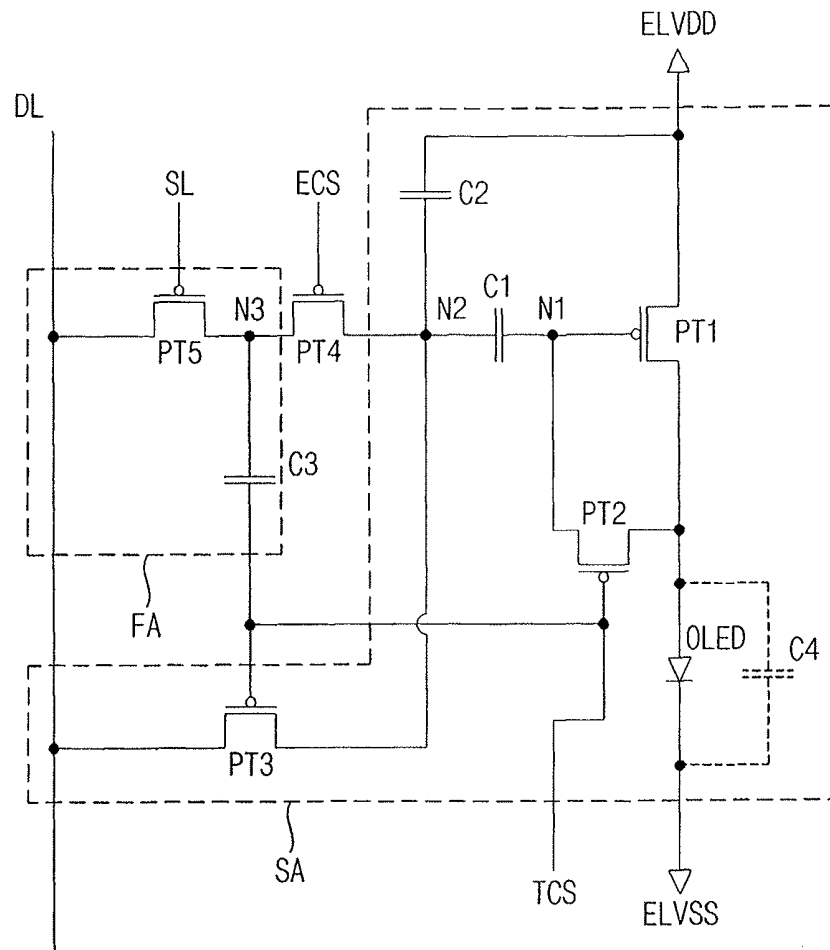 ELVDD
DL
SL
ECS
C2
C1
N3
N2
N1
PT1
PT5
PT4
C3
PT2
FA
OLED
C4
PT3
SA
TCS
ELVSS